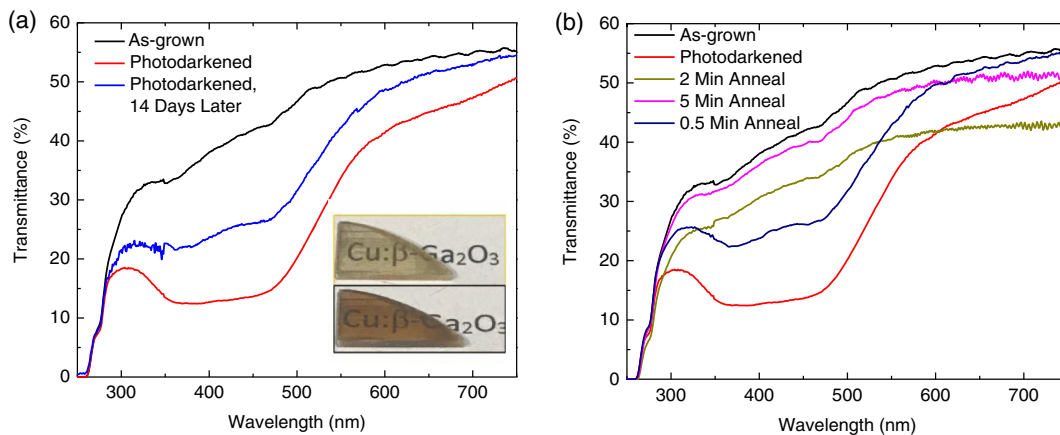 (a)
As-grown
Photodarkened
Photodarkened,
14 Days Later
Transmittance (%)
60
50
40
30
20
10
0
300
400
500
600
700
Wavelength (nm)
Cu:β-Ga₂O₃
Cu:β-Ga₂O₃
(b)
As-grown
Photodarkened
2 Min Anneal
5 Min Anneal
0.5 Min Anneal
Transmittance (%)
60
50
40
30
20
10
0
300
400
500
600
700
Wavelength (nm)